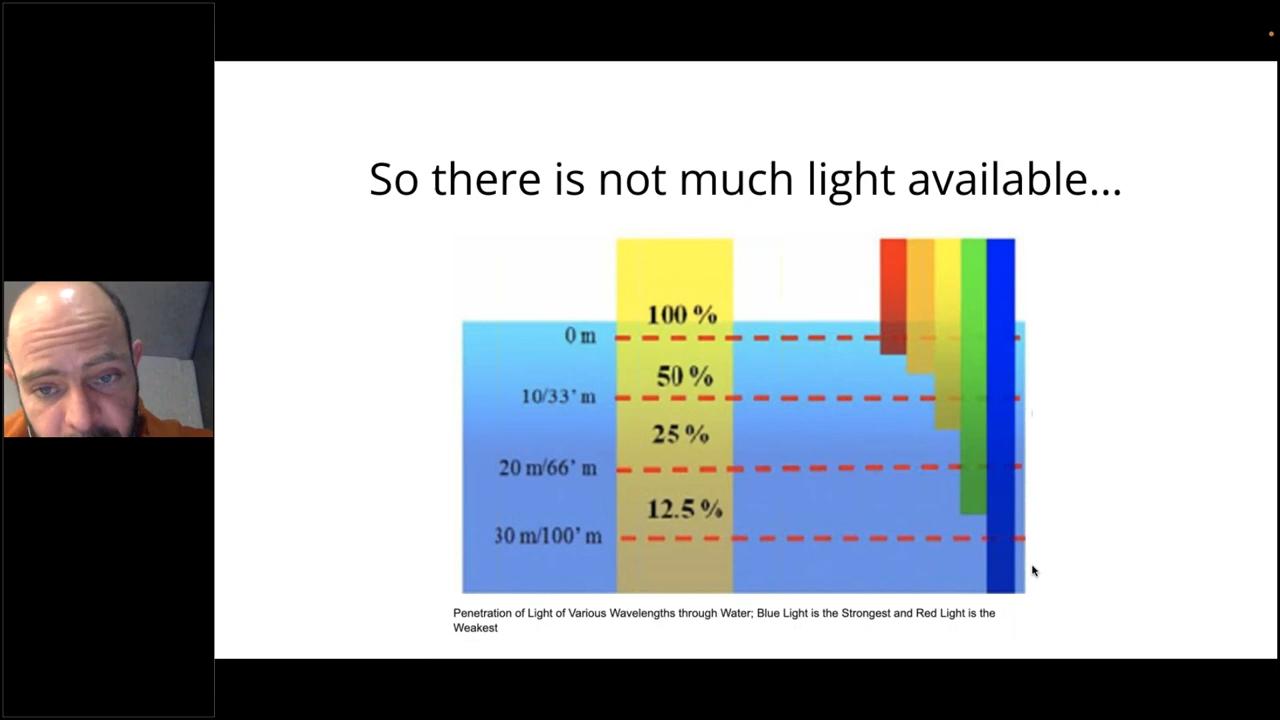 So there is not much light available...
100 %
0 m
50 %
10/33' m
25 %
20 m/66' m
12.5 %
30 m/100' m
Penetration of Light of Various Wavelengths through Water; Blue Light is the Strongest and Red Light is the
Weakest